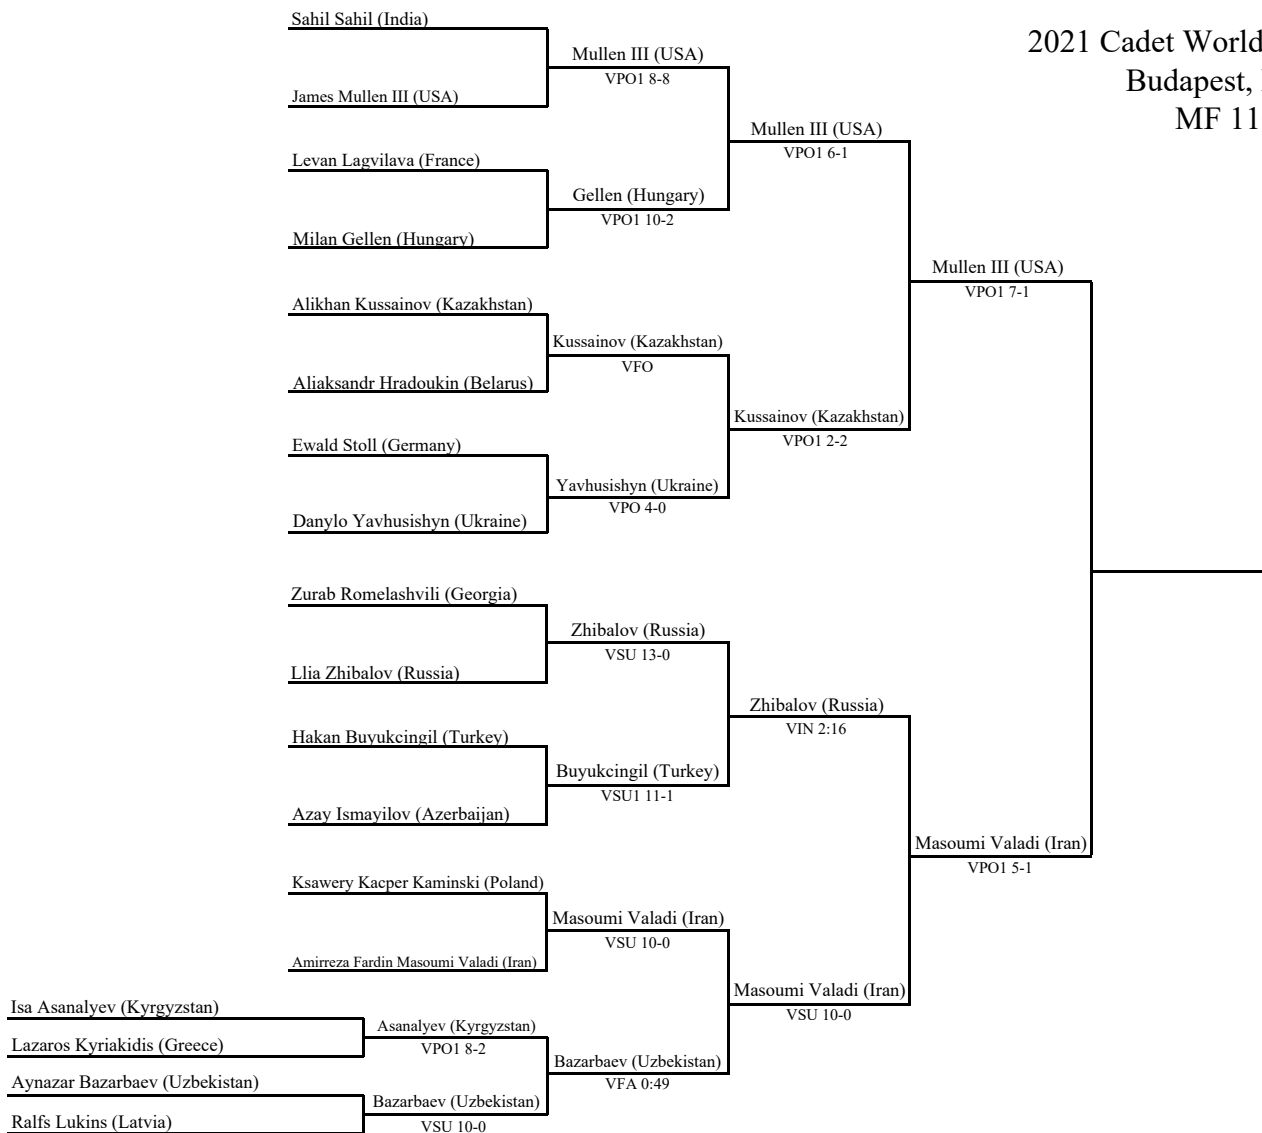 Sahil Sahil (India)
2021 Cadet World
Budapest,
MF 11
Mullen III (USA)
VPO1 8-8
James Mullen III (USA)
Mullen III (USA)
VPO1 6-1
Levan Lagvilava (France)
Gellen (Hungary)
VPO1 10-2
Milan Gellen (Hungary)
Mullen III (USA)
VPO1 7-1
Alikhan Kussainov (Kazakhstan)
Kussainov (Kazakhstan)
VFO
Aliaksandr Hradoukin (Belarus)
Kussainov (Kazakhstan)
VPO1 2-2
Ewald Stoll (Germany)
Yavhusishyn (Ukraine)
VPO 4-0
Danylo Yavhusishyn (Ukraine)
Zurab Romelashvili (Georgia)
Zhibalov (Russia)
VSU 13-0
Llia Zhibalov (Russia)
Zhibalov (Russia)
VIN 2:16
Hakan Buyukcingil (Turkey)
Buyukcingil (Turkey)
VSU1 11-1
Azay Ismayilov (Azerbaijan)
Masoumi Valadi (Iran)
VPO1 5-1
Ksawery Kacper Kaminski (Poland)
Masoumi Valadi (Iran)
VSU 10-0
Amirreza Fardin Masoumi Valadi (Iran)
Masoumi Valadi (Iran)
VSU 10-0
Isa Asanalyev (Kyrgyzstan)
Asanalyev (Kyrgyzstan)
VPO1 8-2
Lazaros Kyriakidis (Greece)
Bazarbaev (Uzbekistan)
VFA 0:49
Aynazar Bazarbaev (Uzbekistan)
Bazarbaev (Uzbekistan)
VSU 10-0
Ralfs Lukins (Latvia)